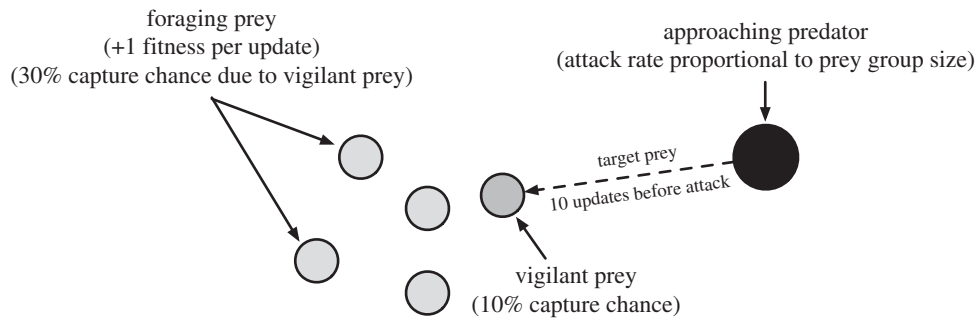 foraging prey
(+1 fitness per update)
(30% capture chance due to vigilant prey)
approaching predator
(attack rate proportional to prey group size)
target prey
10 updates before attack
vigilant prey
(10% capture chance)